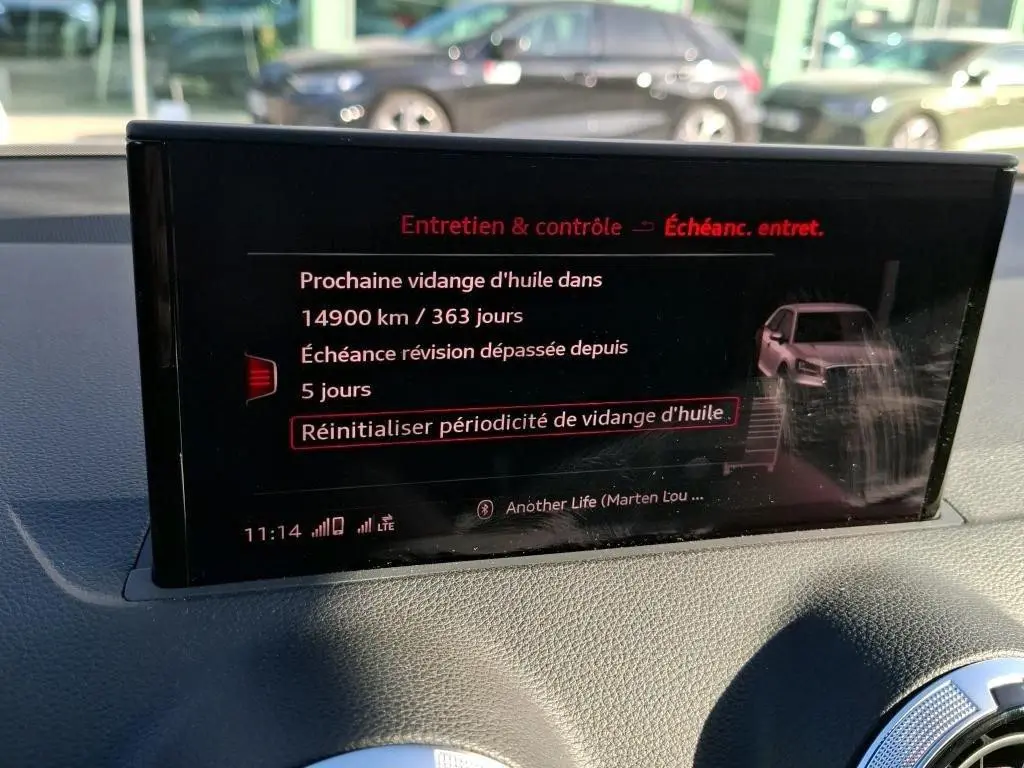 Entretien & contrôle Échéanc. entret.
Prochaine vidange d'huile dans
14900 km / 363 jours
Échéance révision dépassée depuis
5 jours
Réinitialiser périodicité de vidange d'huile
Another Life (Marten Lou ...
11:14 LTE